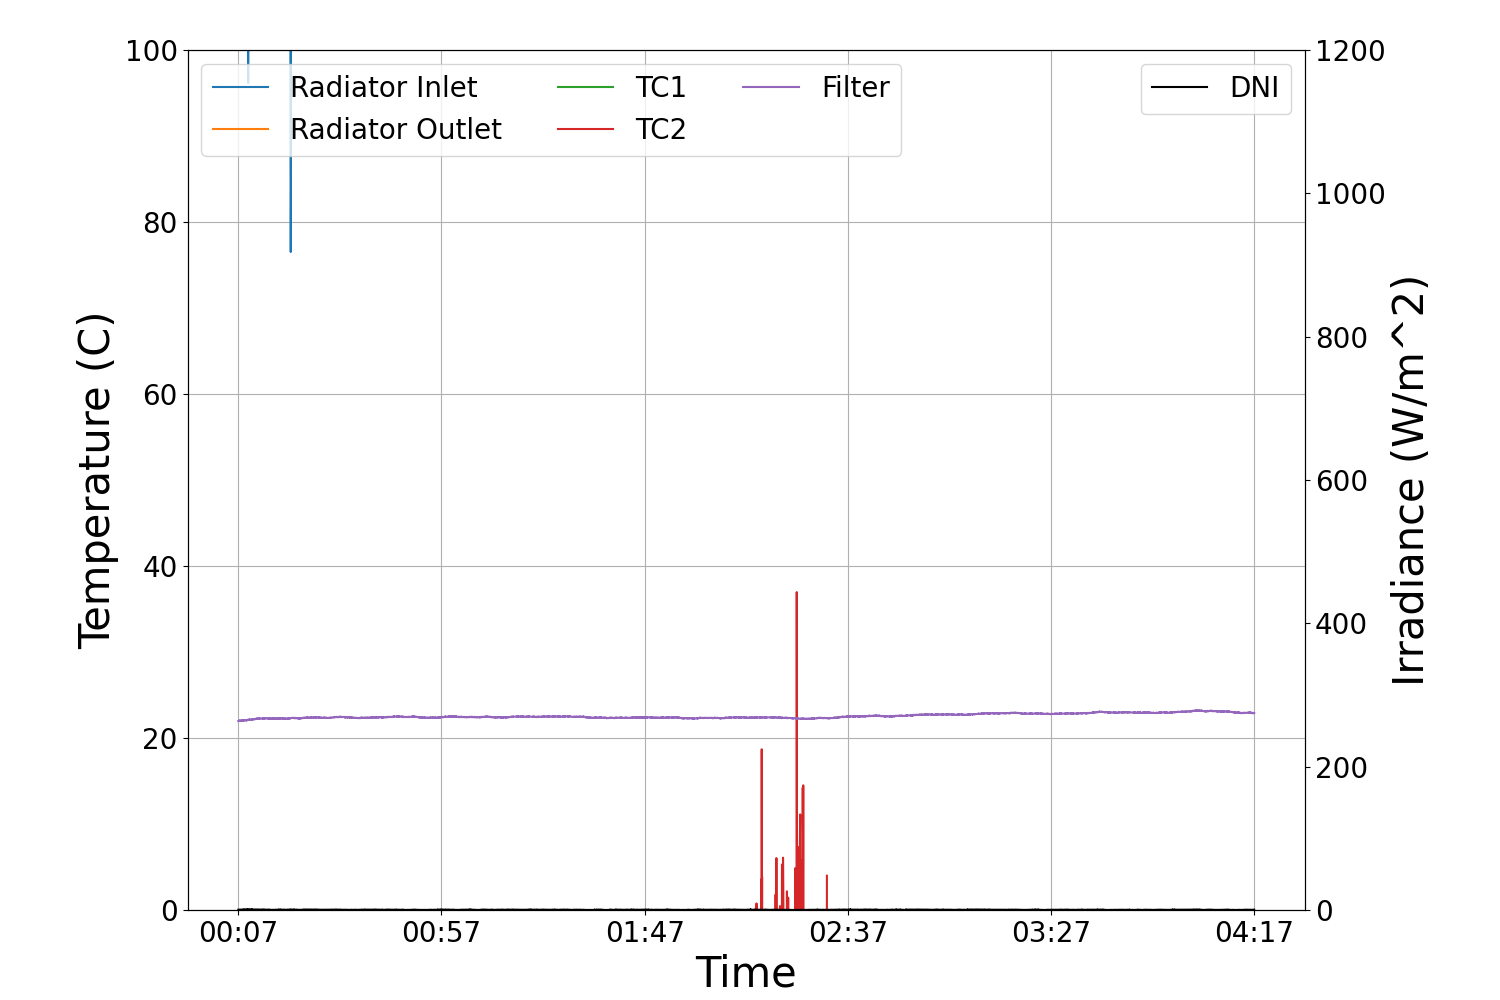 100
80
60
40
20
0
Temperature (C)
Radiator Inlet
Radiator Outlet
TC1
TC2
Filter
DNI
1200
1000
800
600
400
200
0
Irradiance (W/m^2)
00:07 00:57 01:47 02:37 03:27 04:17
Time